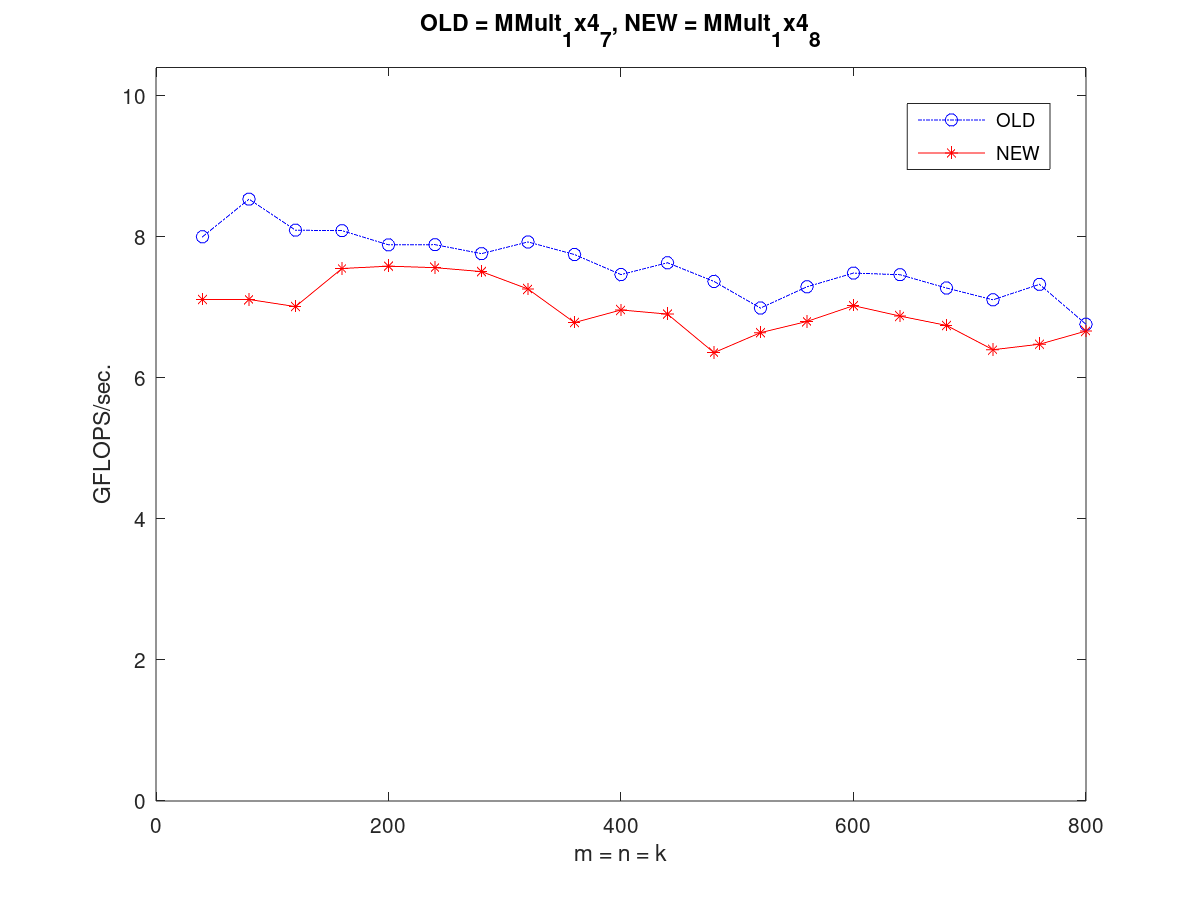 OLD = MMult_1x4_7, NEW = MMult_1x4_8
10
8
6
4
2
0
GFLOPS/sec.
OLD
NEW
0 200 400 600 800
m = n = k